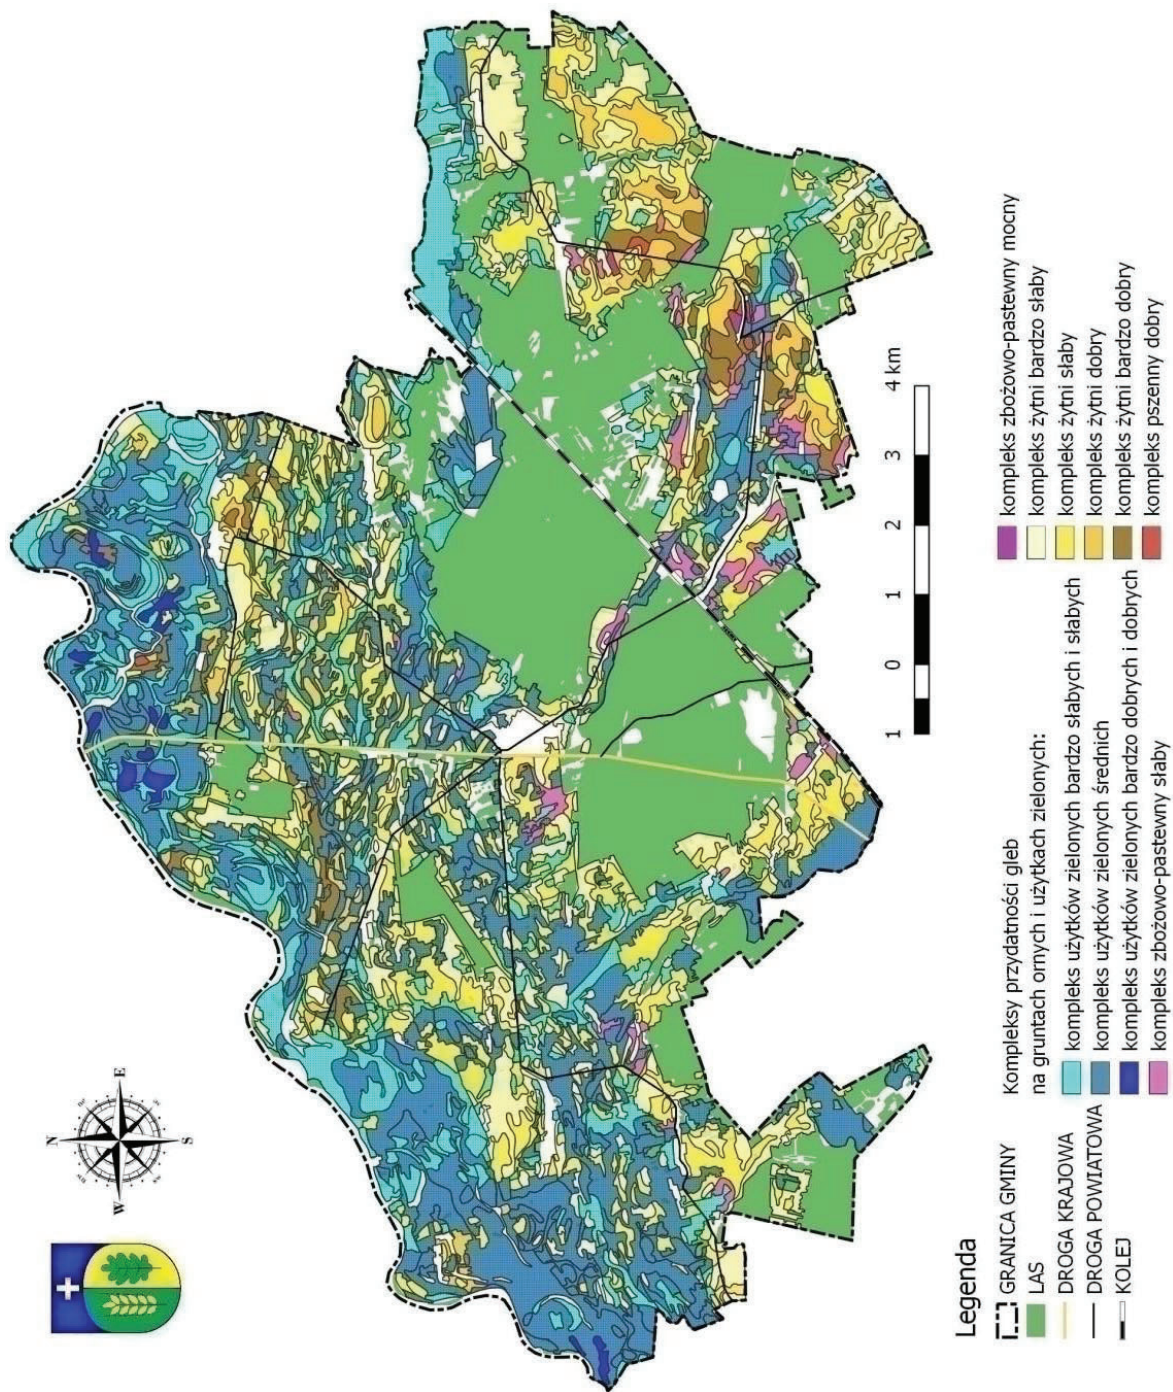 N
E
S
W
1 0 1 2 3 4 km
Legenda
GRANICA GMINY
LAS
DROGA KRAJOWA
DROGA POWIATOWA
KOLEJ
Kompleksy przydatności gleb
na gruntach ornych i użytkach zielonych:
kompleks użytków zielonych bardzo słabych i słabych
kompleks użytków zielonych średnich
kompleks użytków zielonych bardzo dobrych i dobrych
kompleks zbożowo-pastewny słaby
kompleks zbożowo-pastewny mocny
kompleks żytni bardzo słaby
kompleks żytni słaby
kompleks żytni dobry
kompleks żytni bardzo dobry
kompleks pszenny dobry